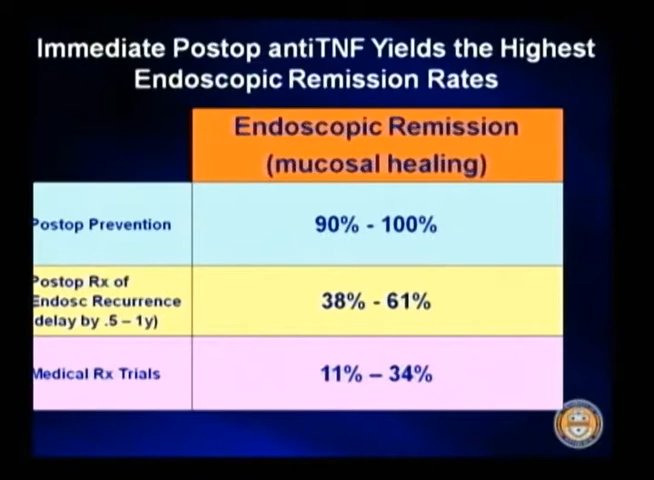 Immediate Postop antiTNF Yields the Highest
Endoscopic Remission Rates
Endoscopic Remission
(mucosal healing)
Postop Prevention
90% - 100%
Postop Rx of
Endosc Recurrence
delay by .5 – 1y)
38% - 61%
Medical Rx Trials
11% – 34%